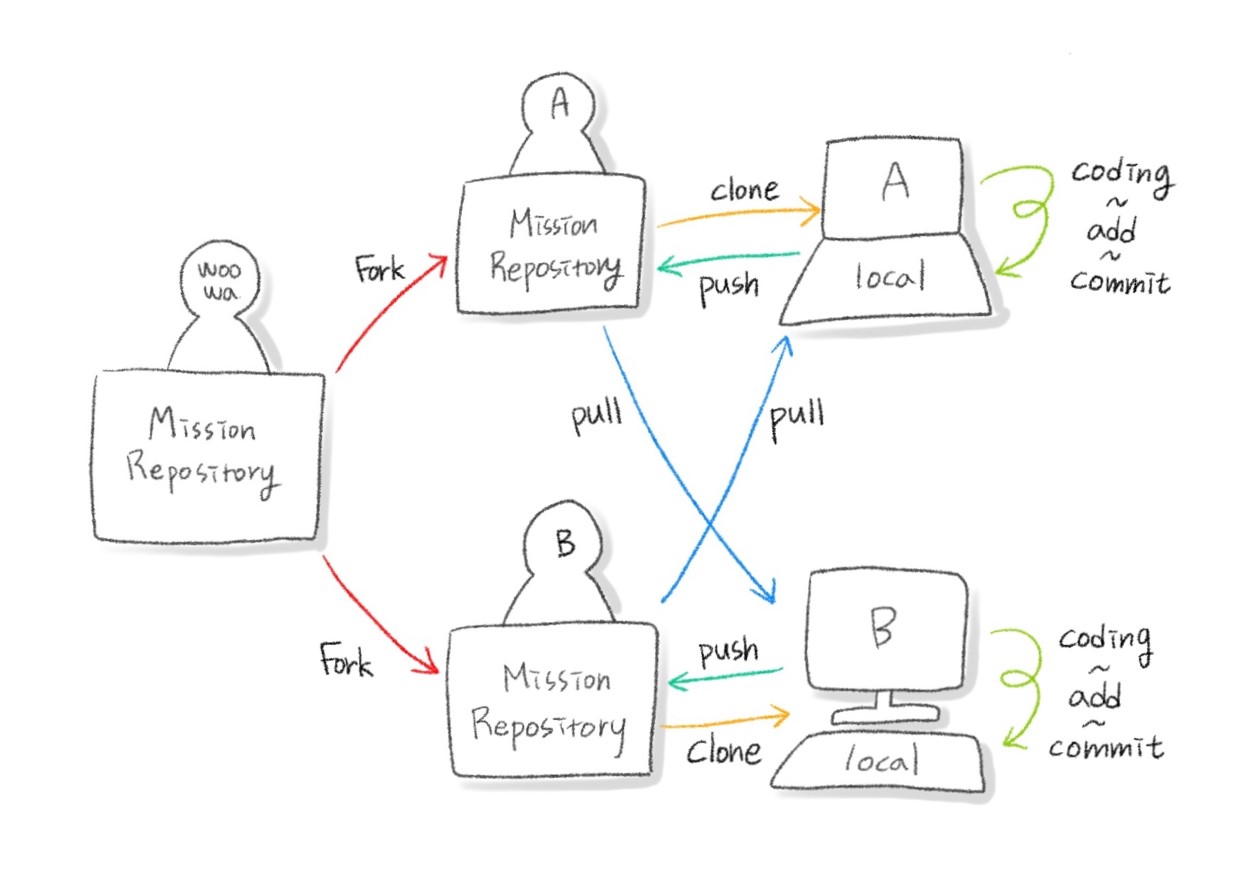 woo
wa
Mission
Repository
Fork
Fork
A
Mission
Repository
clone
push
A
local
coding
~
add
~
commit
pull
pull
B
Mission
Repository
push
Clone
B
local
coding
~
add
~
commit